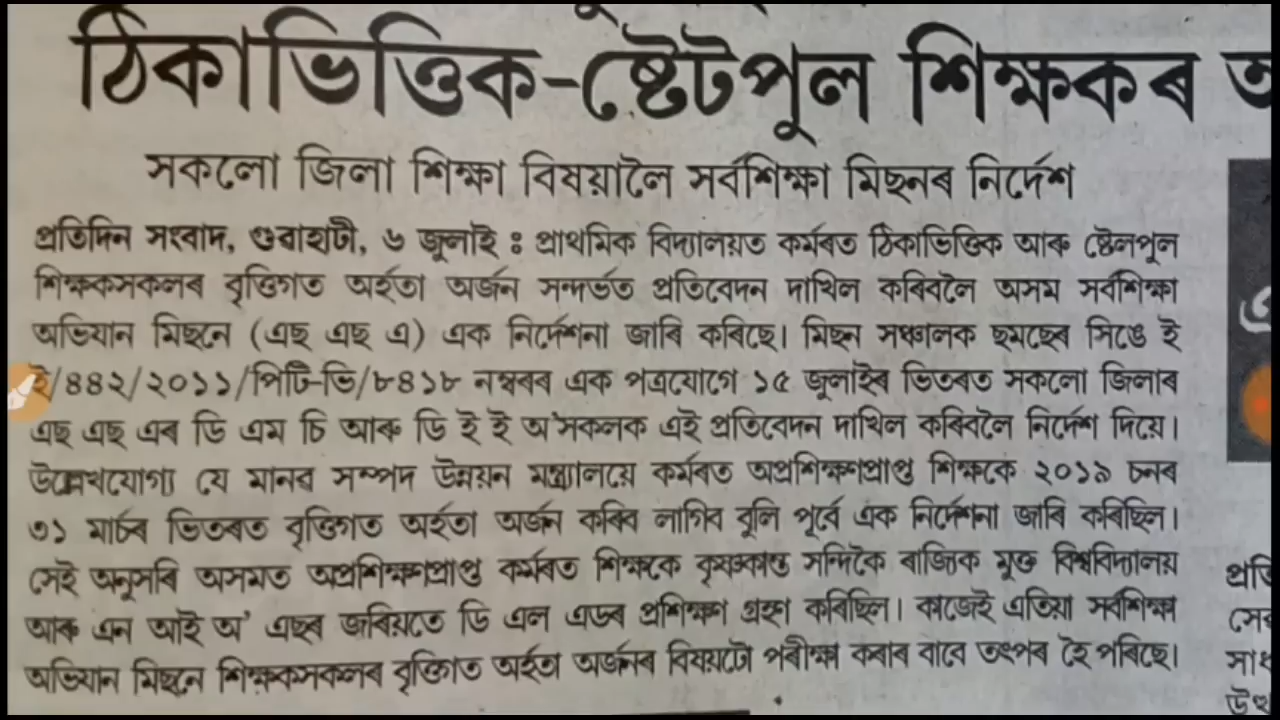 ঠিকাভিত্তিক-ষ্টেটপুল শিক্ষকৰ
সকলো জিলা শিক্ষা বিষয়ালৈ সৰ্বশিক্ষা মিছনৰ নিৰ্দেশ
প্ৰতিদিন সংবাদ, গুৱাহাটী, ৬ জুলাই : প্ৰাথমিক বিদ্যালয়ত কৰ্মৰত ঠিকাভিত্তিক আৰু ষ্টেলপুল
শিক্ষকসকলৰ বৃত্তিগত অৰ্হতা অৰ্জন সন্দৰ্ভত প্ৰতিবেদন দাখিল কৰিবলৈ অসম সৰ্বশিক্ষা
অভিযান মিছনে (এছ এছ এ) এক নিৰ্দেশনা জাৰি কৰিছে। মিছন সঞ্চালক ছমছেৰ সিঙে ই
ই/৪৪২/২০১১/পিটি-ভি/৮৪১৮ নম্বৰৰ এক পত্ৰযোগে ১৫ জুলাইৰ ভিতৰত সকলো জিলাৰ
এছ এছ এৰ ডি এম চি আৰু ডি ই ই অ'সকলক এই প্ৰতিবেদন দাখিল কৰিবলৈ নিৰ্দেশ দিয়ে।
উল্লেখযোগ্য যে মানৱ সম্পদ উন্নয়ন মন্ত্ৰ্যালয়ে কৰ্মৰত অপ্ৰশিক্ষণপ্ৰাপ্ত শিক্ষকে ২০১৯ চনৰ
৩১ মাৰ্চৰ ভিতৰত বৃত্তিগত অৰ্হতা অৰ্জন কৰিব লাগিব বুলি পূৰ্বে এক নিৰ্দেশনা জাৰি কৰিছিল।
সেই অনুসৰি অসমত অপ্ৰশিক্ষণপ্ৰাপ্ত কৰ্মৰত শিক্ষকে কৃষ্ণকান্ত সন্দিকৈ ৰাজ্যিক মুক্ত বিশ্ববিদ্যালয়
আৰু এন আই অ' এছৰ জৰিয়তে ডি এল এডৰ প্ৰশিক্ষণ গ্ৰহণ কৰিছিল। কাজেই এতিয়া সৰ্বশিক্ষা
অভিযান মিছনে শিক্ষকসকলৰ বৃত্তিগত অৰ্হতা অৰ্জনৰ বিষয়টো পৰীক্ষা কৰাৰ বাবে তৎপৰ হৈ পৰিছে।